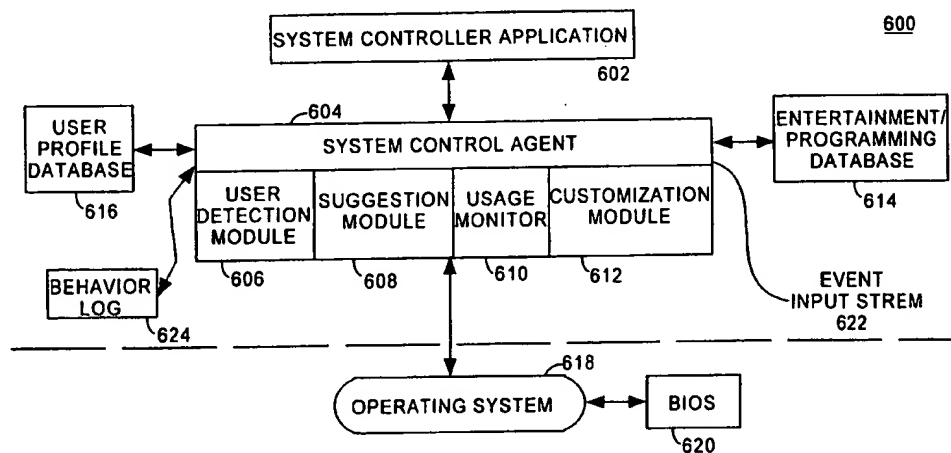 SYSTEM CONTROLLER APPLICATION
602
600
604
USER
PROFILE
DATABASE
616
SYSTEM CONTROL AGENT
ENTERTAINMENT/
PROGRAMMING
DATABASE
614
USER
DETECTION
MODULE
606
SUGGESTION
MODULE
608
USAGE
MONITOR
610
CUSTOMIZATION
MODULE
612
BEHAVIOR
LOG
624
EVENT
INPUT STREM
622
618
OPERATING SYSTEM
BIOS
620